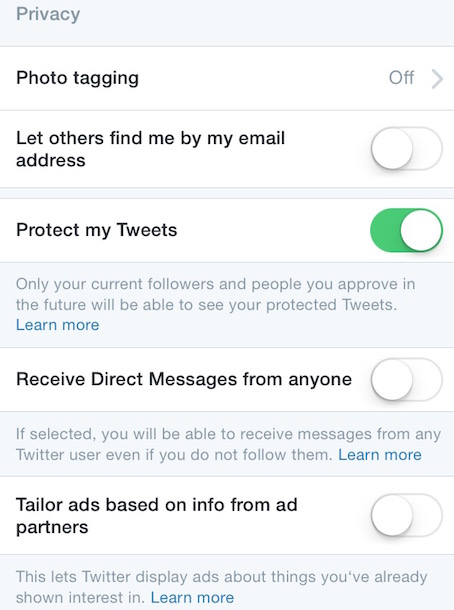 Privacy
Photo tagging Off
Let others find me by my email
address
Protect my Tweets
Only your current followers and people you approve in
the future will be able to see your protected Tweets.
Learn more
Receive Direct Messages from anyone
If selected, you will be able to receive messages from any
Twitter user even if you do not follow them. Learn more
Tailor ads based on info from ad
partners
This lets Twitter display ads about things you've already
shown interest in. Learn more